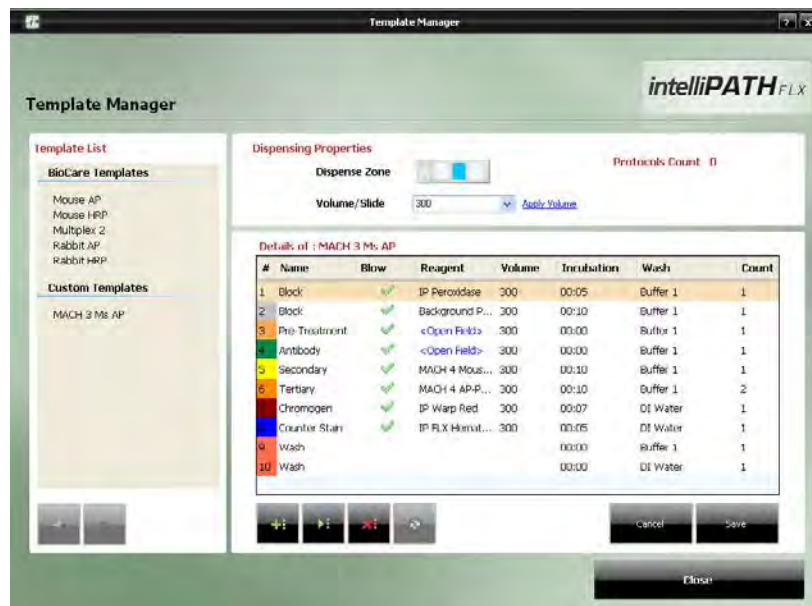 Template Manager
? x
intelliPATH FLX
Template Manager
Template List
BioCare Templates
Mouse AP
Mouse HRP
Multiplex 2
Rabbit AP
Rabbit HRP
Custom Templates
MACH 3 Ms AP
Dispensing Properties
Dispense Zone
Protocols Count 0
Volume/Slide 300 Apply Volume
Details of : MACH 3 Ms AP
# Name Blow Reagent Volume Incubation Wash Count
1 Block IP Peroxidase 300 00:05 Buffer 1 1
2 Block Background P... 300 00:10 Buffer 1 1
3 Pre-Treatment <Open Field> 300 00:00 Buffer 1 1
4 Antibody <Open Field> 300 00:00 Buffer 1 1
5 Secondary MACH 4 Mous... 300 00:10 Buffer 1 1
6 Tertiary MACH 4 AP-P... 300 00:10 Buffer 1 2
Chromogen IP Warp Red 300 00:07 DI Water 1
Counter Stain IP FLX Hemat... 300 00:05 DI Water 1
9 Wash 00:00 Buffer 1 1
10 Wash 00:00 DI Water 1
Cancel Save
Close